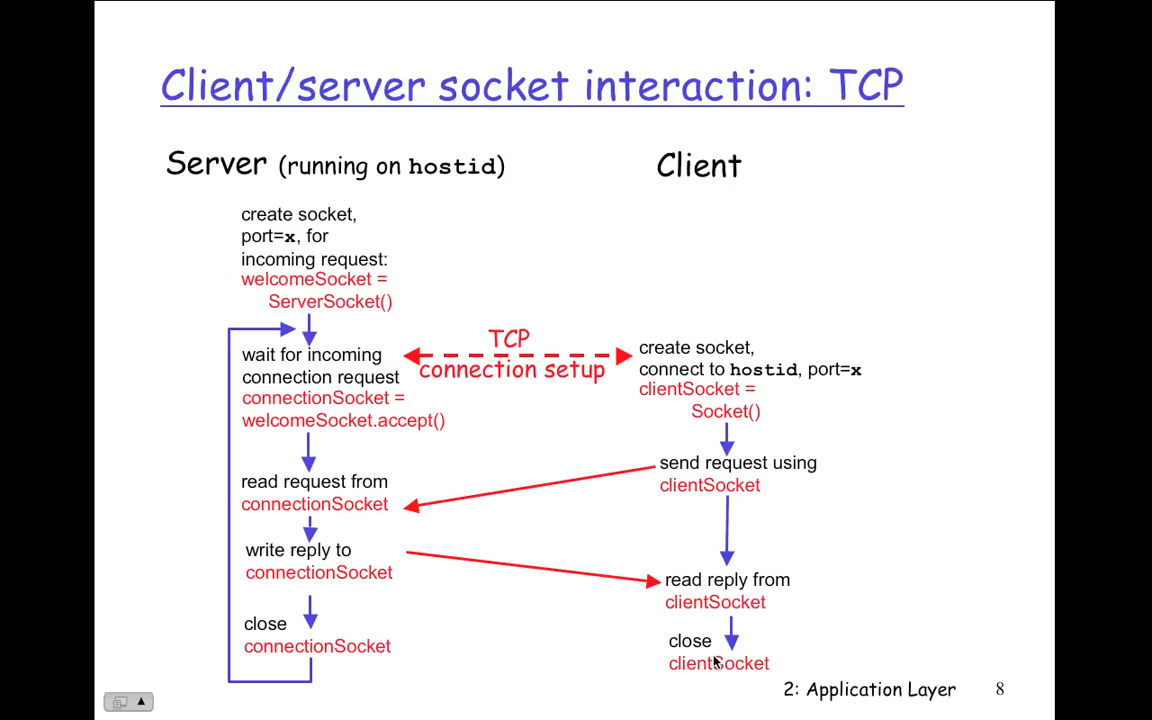 Client/server socket interaction: TCP
Server (running on hostid)
Client
create socket,
port=x, for
incoming request:
welcomeSocket =
ServerSocket()
wait for incoming
connection request
connectionSocket =
welcomeSocket.accept()
read request from
connectionSocket
write reply to
connectionSocket
close
connectionSocket
TCP
connection setup
create socket,
connect to hostid, port=x
clientSocket =
Socket()
send request using
clientSocket
read reply from
clientSocket
close
clientSocket
2: Application Layer
8